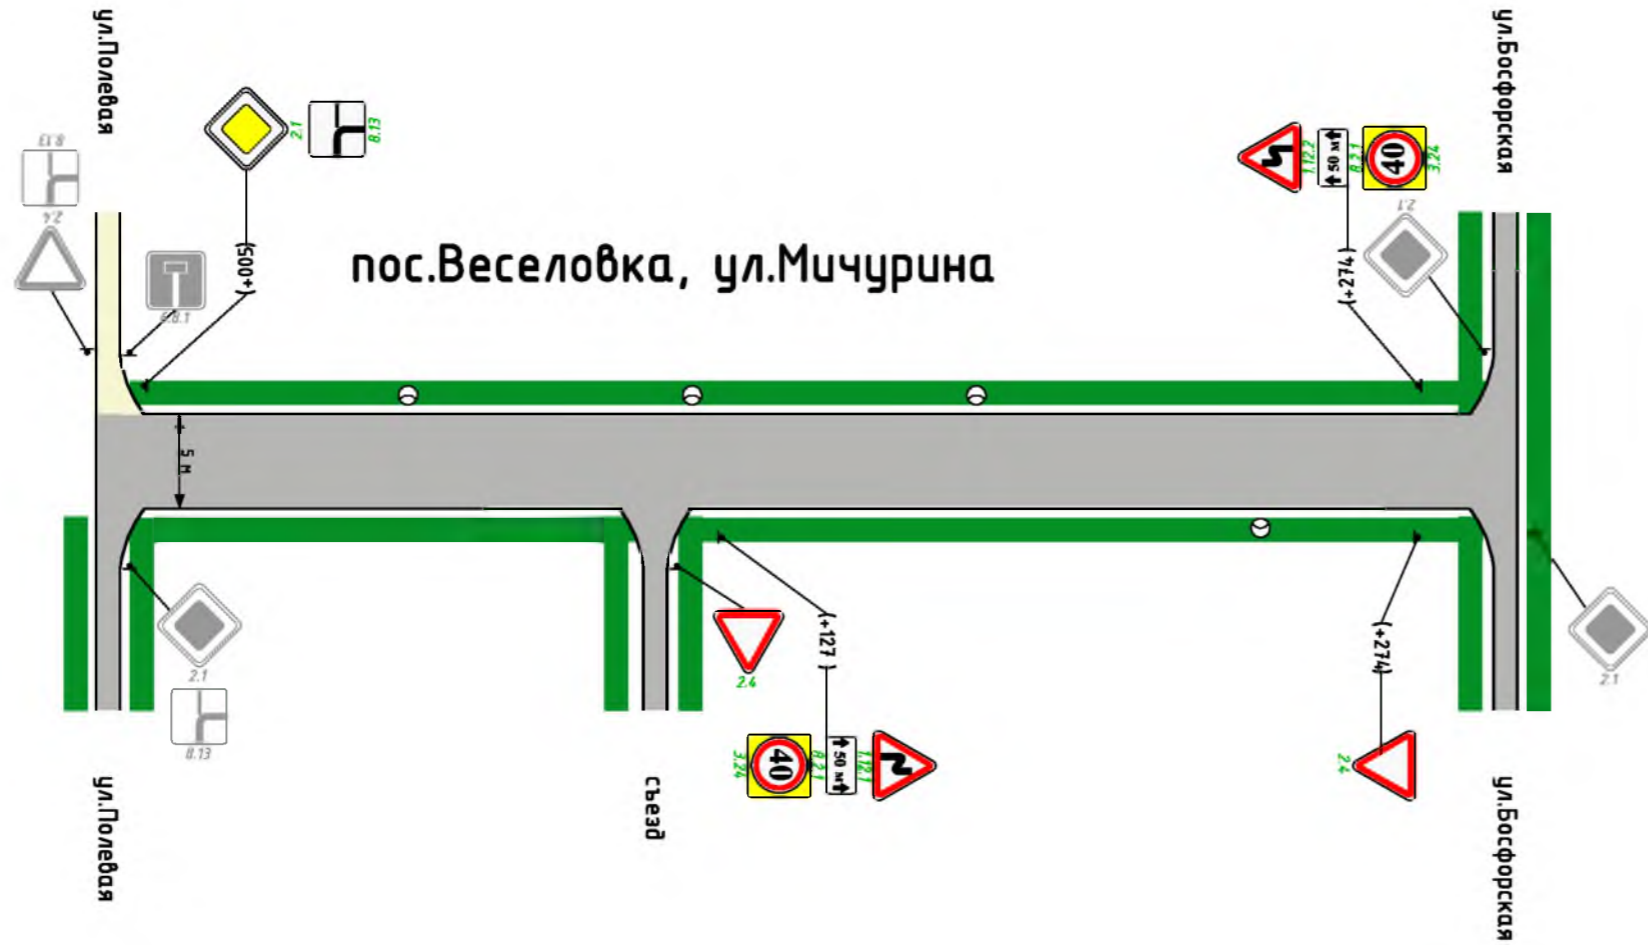 ул.Полевая
ул.Босфорская
8.13
2.4
2.1
8.13
6.8.1
(+005)
пос.Веселовка, ул.Мичурина
1.12.2
50 м
8.2.1
40
3.24
2.1
(+274)
5 м
2.1
8.13
2.4
(+127 )
3.24
40
8.2.1
50 м
1.12.1
(+274)
2.4
2.1
ул.Полевая
съезд
ул.Босфорская